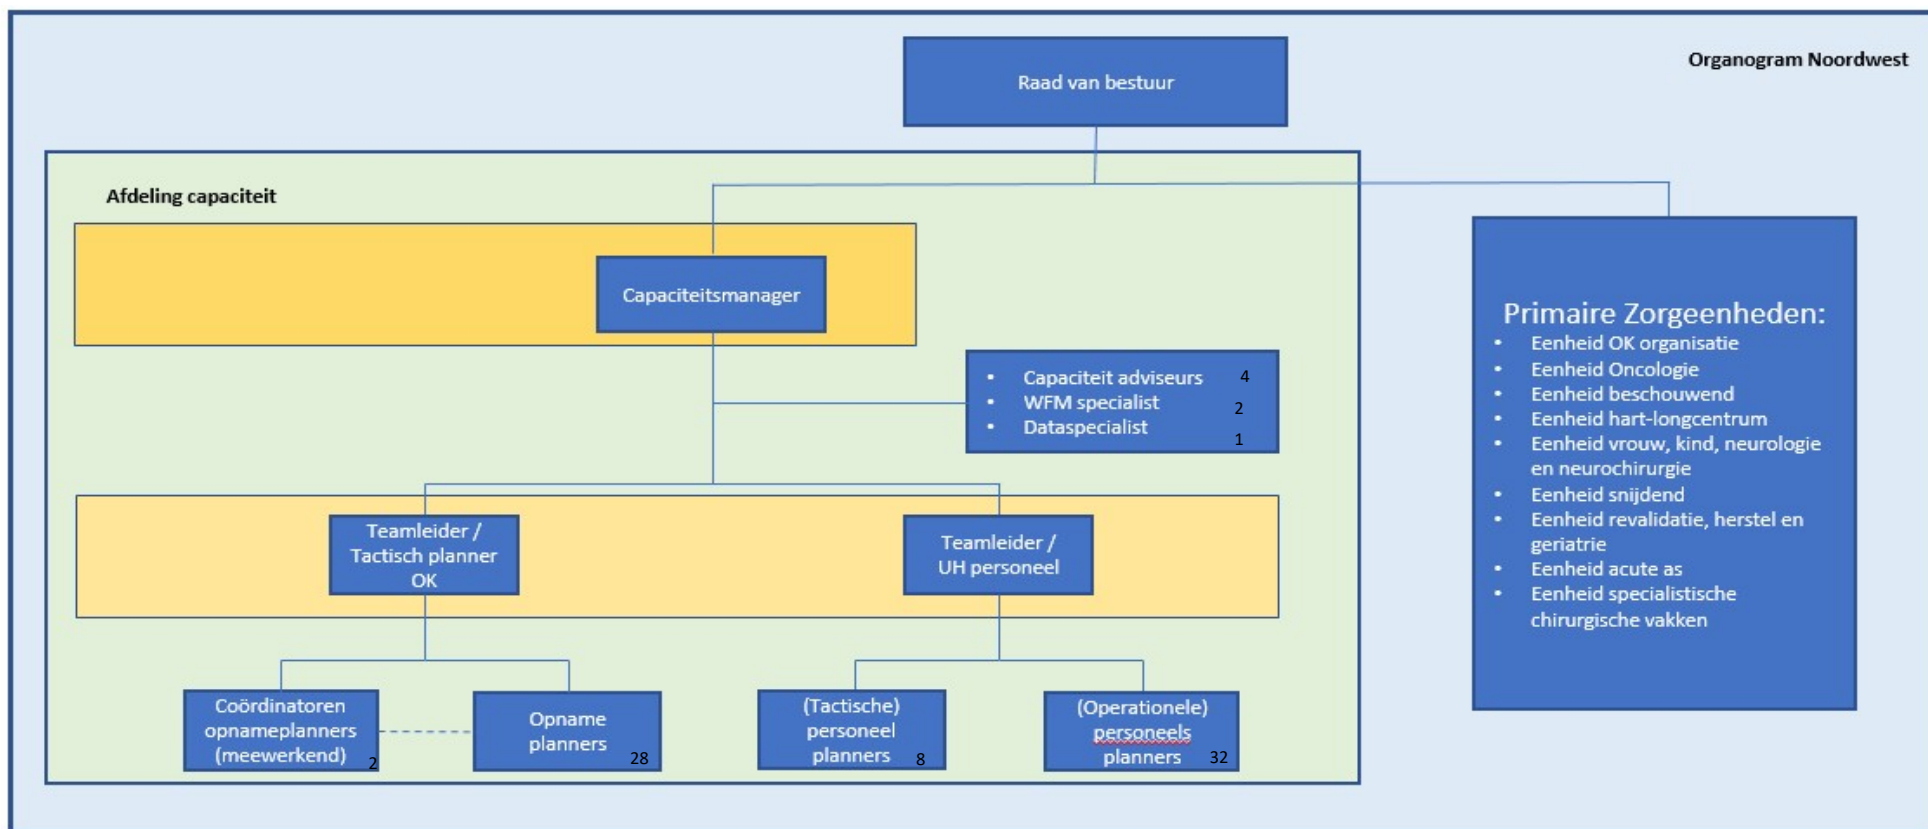 Organogram Noordwest
Raad van bestuur
Afdeling capaciteit
Capaciteitsmanager
• Capaciteit adviseurs 4
• WFM specialist 2
• Dataspecialist 1
Teamleider /
Tactisch planner
OK
Teamleider /
UH personeel
Coördinatoren
opnameplanners
(meewerkend) 2
Opname
planners 28
(Tactische)
personeel
planners 8
(Operationele)
personeels
planners 32
Primaire Zorgeenheden:
• Eenheid OK organisatie
• Eenheid Oncologie
• Eenheid beschouwend
• Eenheid hart-longcentrum
• Eenheid vrouw, kind, neurologie
en neurochirurgie
• Eenheid snijdend
• Eenheid revalidatie, herstel en
geriatrie
• Eenheid acute as
• Eenheid specialistische
chirurgische vakken